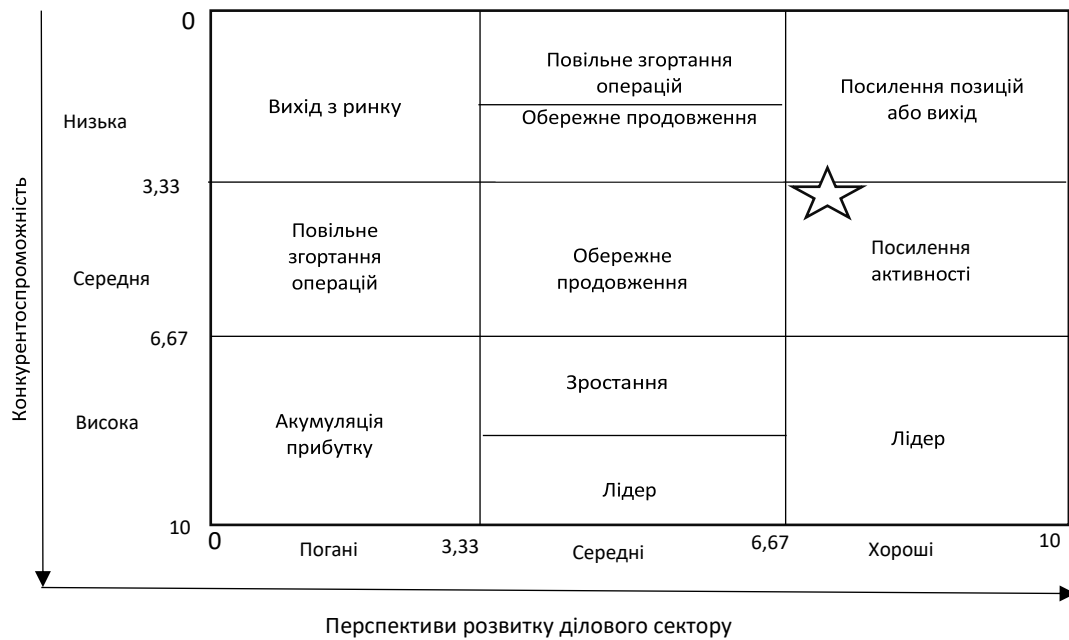 0
Низька
Вихід з ринку
Повільне згортання
операцій
Обережне продовження
Посилення позицій
або вихід
3,33
Конкурентоспроможність
Середня
Повільне
згортання
операцій
Обережне
продовження
Посилення
активності
6,67
Висока
Акумуляція
прибутку
Зростання
Лідер
Лідер
10
0
Погані
3,33
Середні
6,67
Хороші
10
Перспективи розвитку ділового сектору